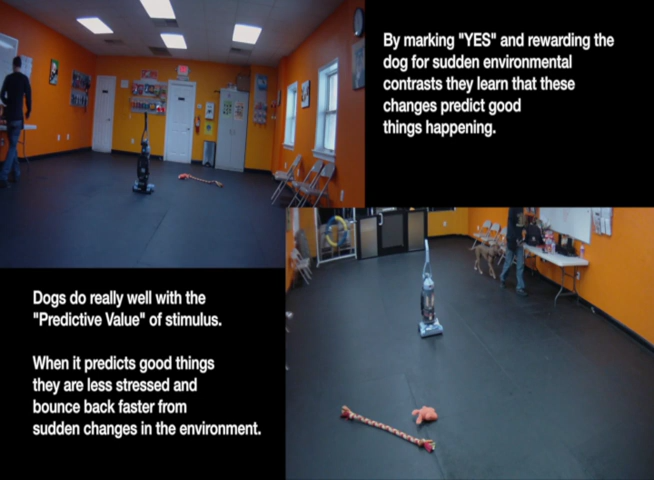 By marking "YES" and rewarding the
dog for sudden environmental
contrasts they learn that these
changes predict good
things happening.
Dogs do really well with the
"Predictive Value" of stimulus.
When it predicts good things
they are less stressed and
bounce back faster from
sudden changes in the environment.